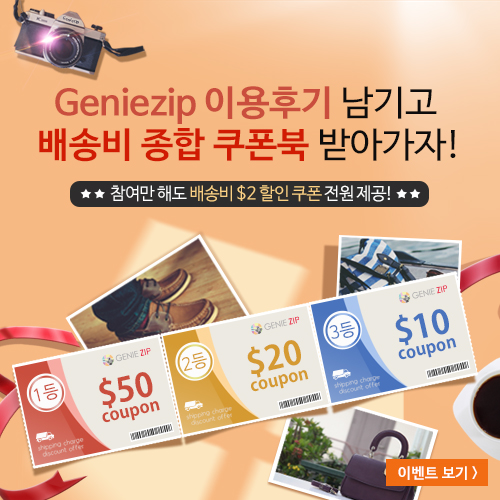 Geniezip 이용후기 남기고
배송비 종합 쿠폰북 받아가자!
★★ 참여만 해도 배송비 $2 할인 쿠폰 전원 제공! ★★
GENIE ZIP
3등
$10
coupon
shipping charge
discount offer
GENIE ZIP
2등
$20
coupon
shipping charge
discount offer
GENIE ZIP
1등
$50
coupon
shipping charge
discount offer
이벤트 보기 〉